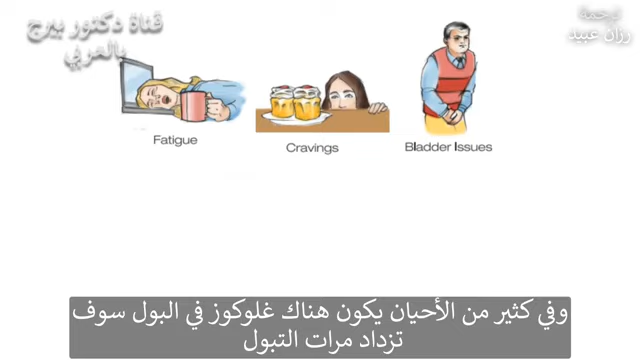 قناة دكتور بيرج
بالعربي
ترجمة
رزان عبيد
Fatigue
Cravings
Bladder Issues
وفي كثير من الأحيان يكون هناك غلوكوز في البول سوف
تزداد مرات التبول